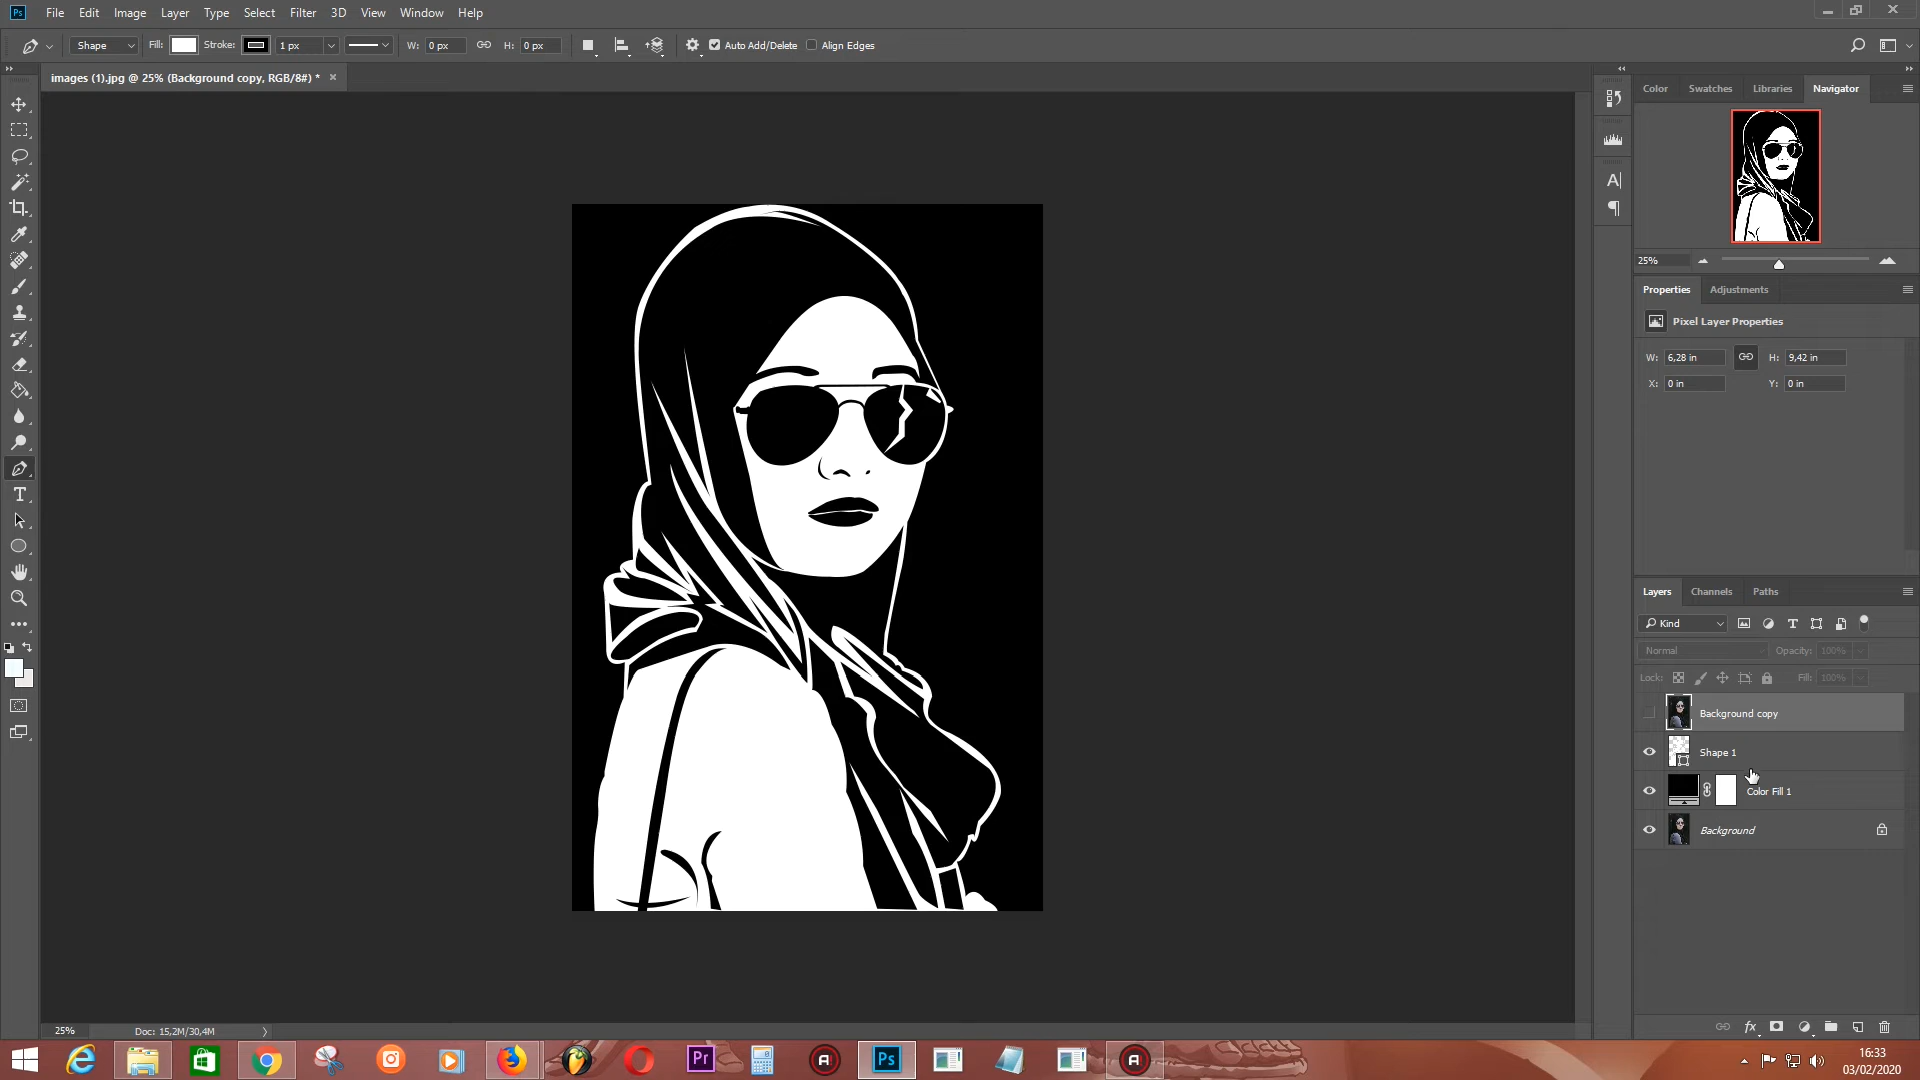 Ps File Edit Image Layer Type Select Filter 3D View Window Help
Shape Fill: Stroke: 1 px W: 0 px H: 0 px Auto Add/Delete Align Edges
images (1).jpg @ 25% (Background copy, RGB/8#) *
Color Swatches Libraries Navigator
25%
Properties Adjustments
Pixel Layer Properties
W: 6,28 in H: 9,42 in
X: 0 in Y: 0 in
Layers Channels Paths
Kind
Normal Opacity: 100%
Lock: Fill: 100%
Background copy
Shape 1
Color Fill 1
Background
25% Doc: 15,2M/30,4M
Pr Ps
16:33
03/02/2020